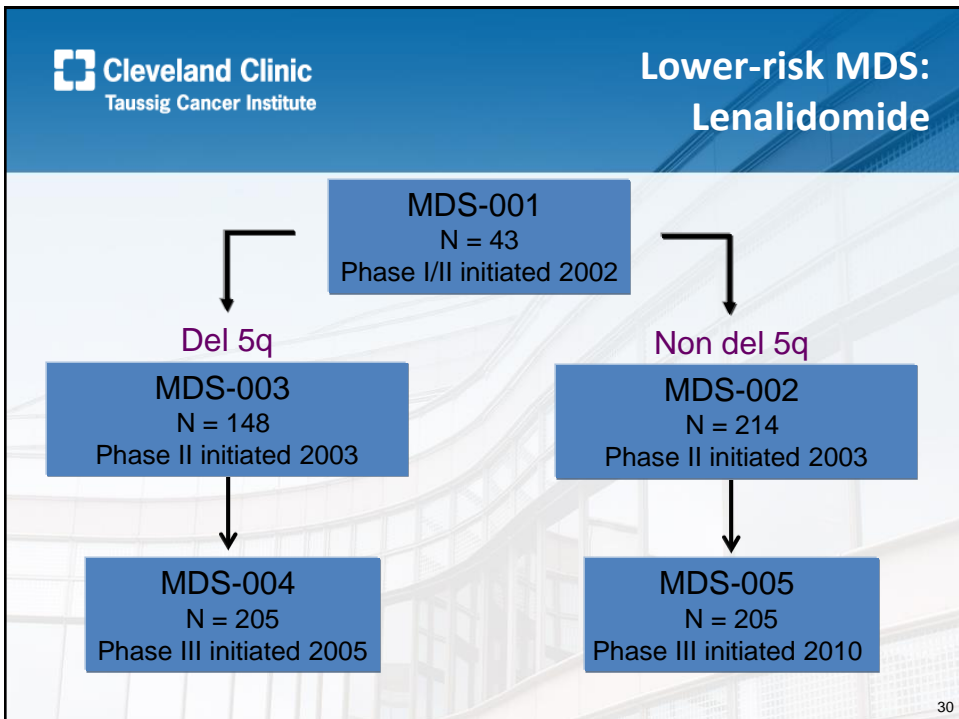 Cleveland Clinic
Taussig Cancer Institute
Lower-risk MDS:
Lenalidomide
MDS-001
N = 43
Phase I/II initiated 2002
Del 5q
Non del 5q
MDS-003
N = 148
Phase II initiated 2003
MDS-002
N = 214
Phase II initiated 2003
MDS-004
N = 205
Phase III initiated 2005
MDS-005
N = 205
Phase III initiated 2010
30